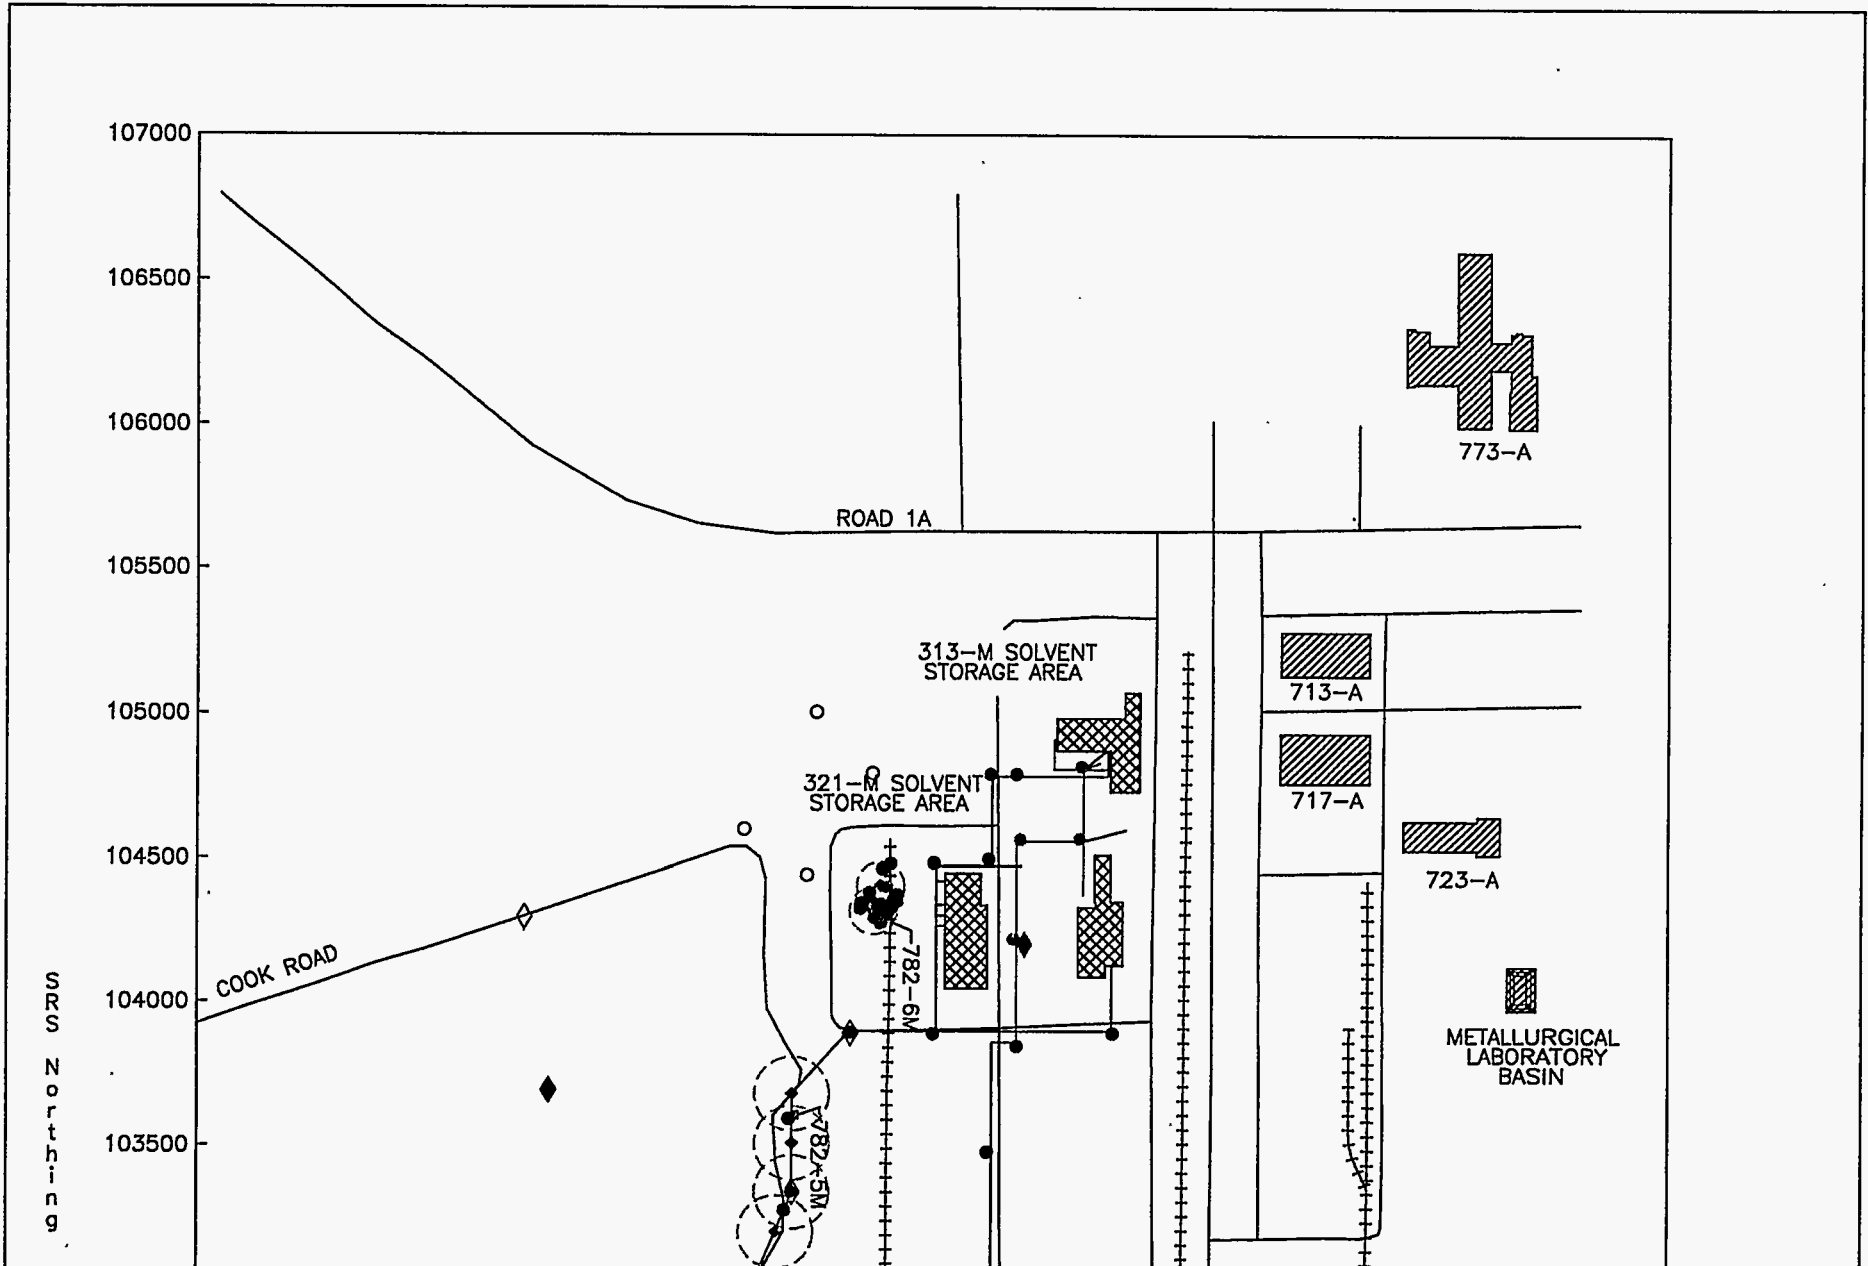 107000
106500
773-A
106000
ROAD 1A
105500
313-M SOLVENT
STORAGE AREA
713-A
105000
321-M SOLVENT
STORAGE AREA
717-A
104500
723-A
COOK ROAD
782-6M
104000
METALLURGICAL
LABORATORY
BASIN
103500
782-5M
SRS Northing